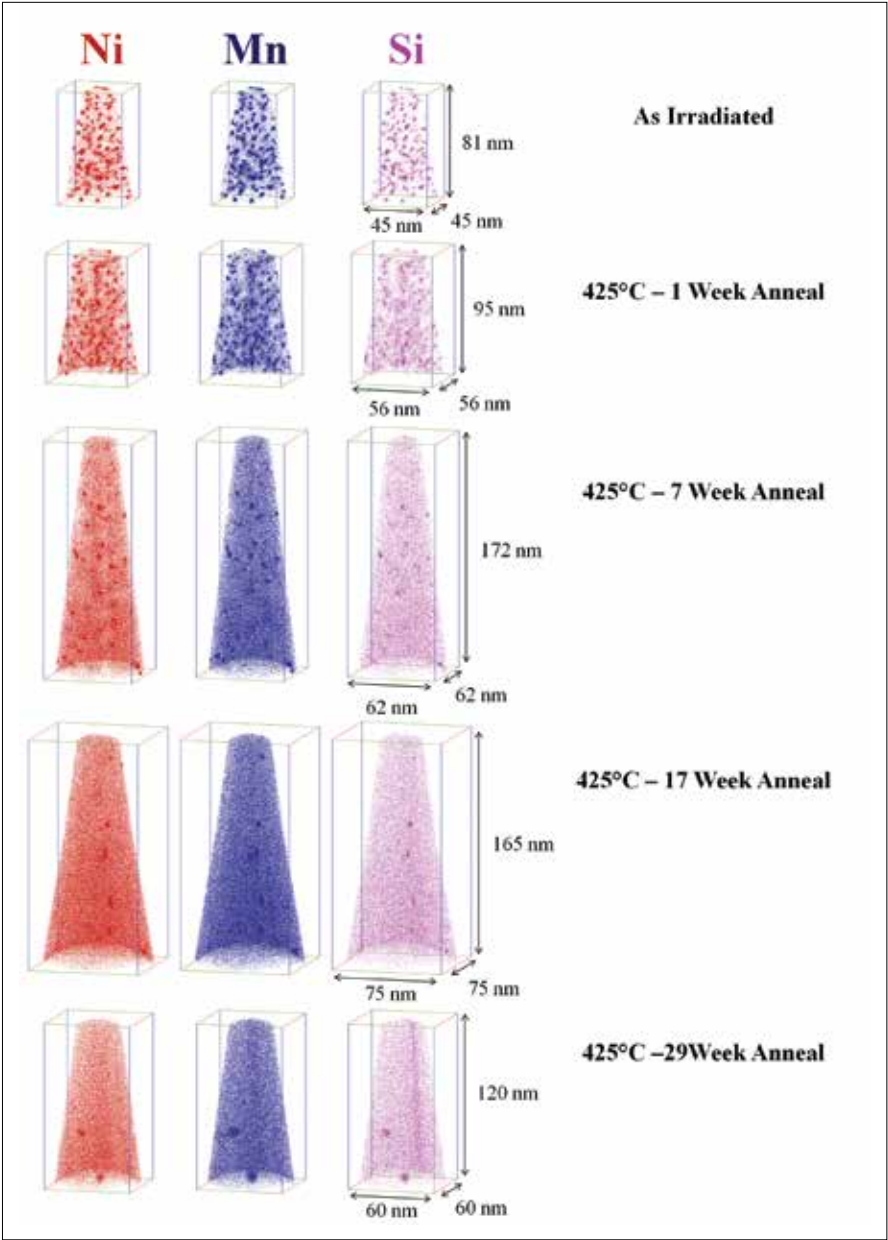 Ni Mn Si
As Irradiated
81 nm
45 nm
45 nm
425°C – 1 Week Anneal
95 nm
56 nm
56 nm
425°C – 7 Week Anneal
172 nm
62 nm
62 nm
425°C – 17 Week Anneal
165 nm
75 nm
75 nm
425°C –29Week Anneal
120 nm
60 nm
60 nm